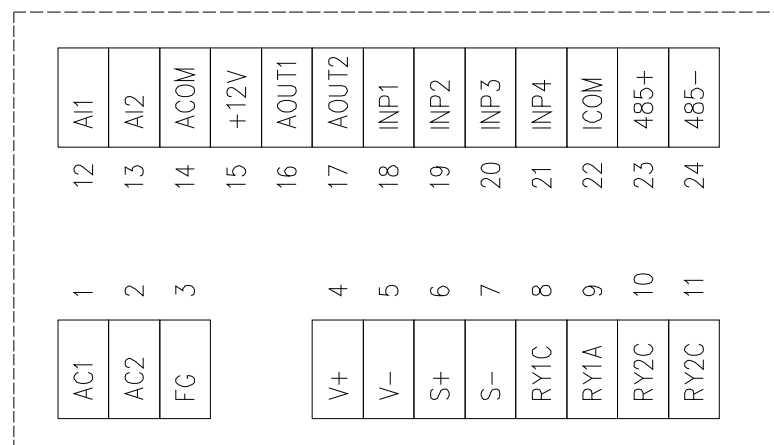 AI1 AI2 ACOM +12V AOUT1 AOUT2 INP1 INP2 INP3 INP4 ICOM 485+ 485-
12 13 14 15 16 17 18 19 20 21 22 23 24
1 2 3 4 5 6 7 8 9 10 11
AC1 AC2 FG V+ V- S+ S- RY1C RY1A RY2C RY2C